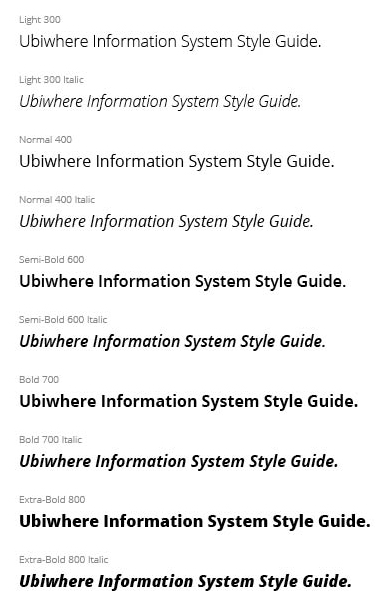 Light 300
Ubiwhere Information System Style Guide.
Light 300 Italic
Ubiwhere Information System Style Guide.
Normal 400
Ubiwhere Information System Style Guide.
Normal 400 Italic
Ubiwhere Information System Style Guide.
Semi-Bold 600
Ubiwhere Information System Style Guide.
Semi-Bold 600 Italic
Ubiwhere Information System Style Guide.
Bold 700
Ubiwhere Information System Style Guide.
Bold 700 Italic
Ubiwhere Information System Style Guide.
Extra-Bold 800
Ubiwhere Information System Style Guide.
Extra-Bold 800 Italic
Ubiwhere Information System Style Guide.